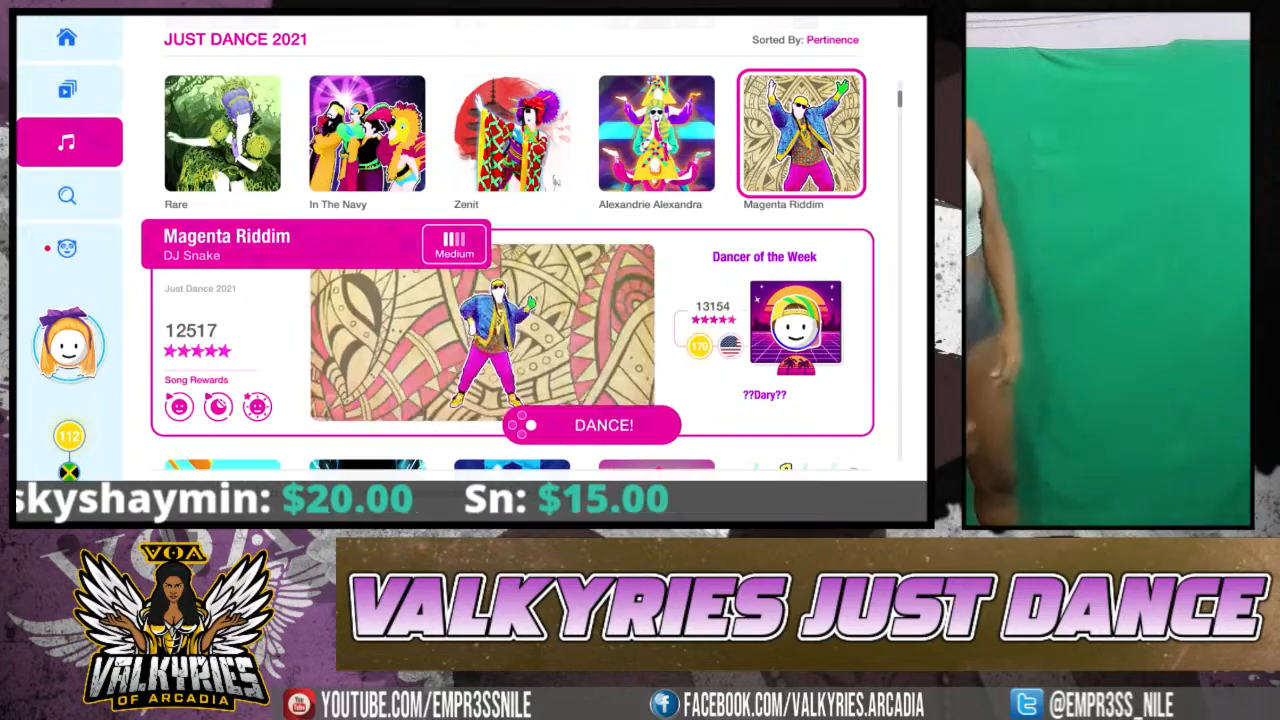 JUST DANCE 2021
Sorted By: Pertinence
Rare
In The Navy
Zenit
Alexandrie Alexandra
Magenta Riddim
Magenta Riddim
DJ Snake
Medium
Just Dance 2021
12517
Song Rewards
DANCE!
Dancer of the Week
13154
170
??Dary??
112
skyshaymin: $20.00 Sn: $15.00
VOA
VALKYRIES
OF ARCADIA
VALKYRIES JUST DANCE
YOUTUBE.COM/EMPR3SSNILE
FACEBOOK.COM/VALKYRIES.ARCADIA
@EMPR3SS_NILE